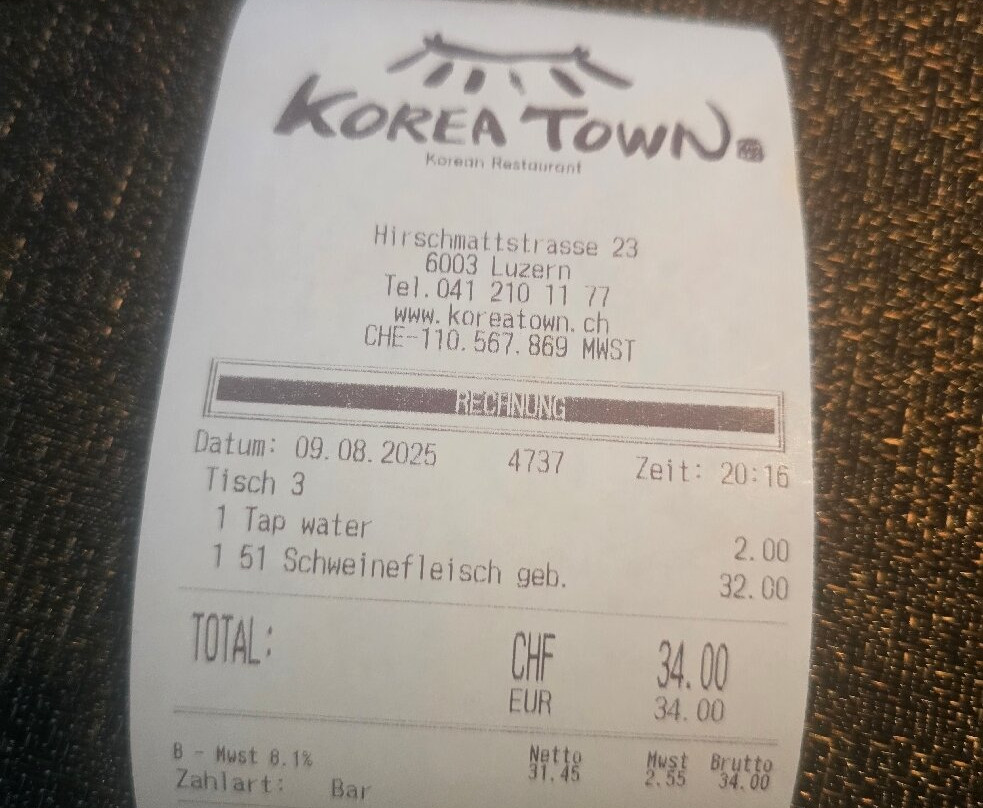 KOREA TOWN
Korean Restaurant
Hirschmattstrasse 23
6003 Luzern
Tel.041 210 11 77
www.koreatown.ch
CHE-110.567.869 MWST
RECHNUNG
Datum: 09.08.2025 4737 Zeit: 20:16
Tisch 3
1 Tap water 2.00
1 51 Schweinefleisch geb. 32.00
TOTAL: CHF 34.00
EUR 34.00
Netto Mwst Brutto
B - Mwst 8.1% 31.45 2.55 34.00
Zahlart: Bar